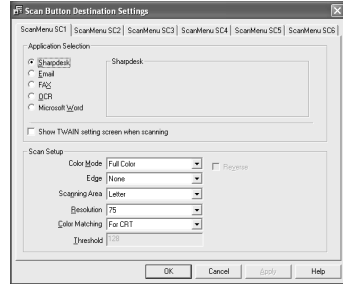 Scan Button Destination Settings
ScanMenu SC1 ScanMenu SC2 ScanMenu SC3 ScanMenu SC4 ScanMenu SC5 ScanMenu SC6
Application Selection
Sharpdesk
Sharpdesk
Email
FAX
OCR
Microsoft Word
Show TWAIN setting screen when scanning
Scan Setup
Color Mode Full Color Reverse
Edge None
Scanning Area Letter
Resolution 75
Color Matching For CRT
Threshold 128
OK Cancel Apply Help